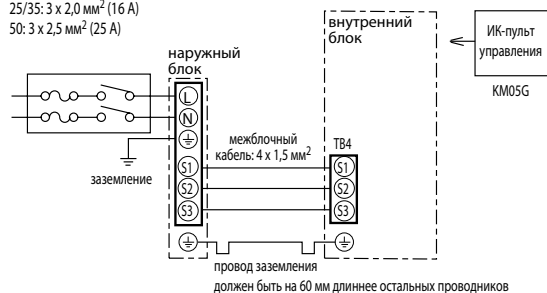 25/35: 3 x 2,0 мм² (16 А)
50: 3 x 2,5 мм² (25 А)
наружный
блок
внутренний
блок
ИК-пульт
управления
KM05G
L
N
заземление
межблочный
кабель: 4 x 1,5 мм²
TB4
S1
S2
S3
S1
S2
S3
провод заземления
должен быть на 60 мм длиннее остальных проводников